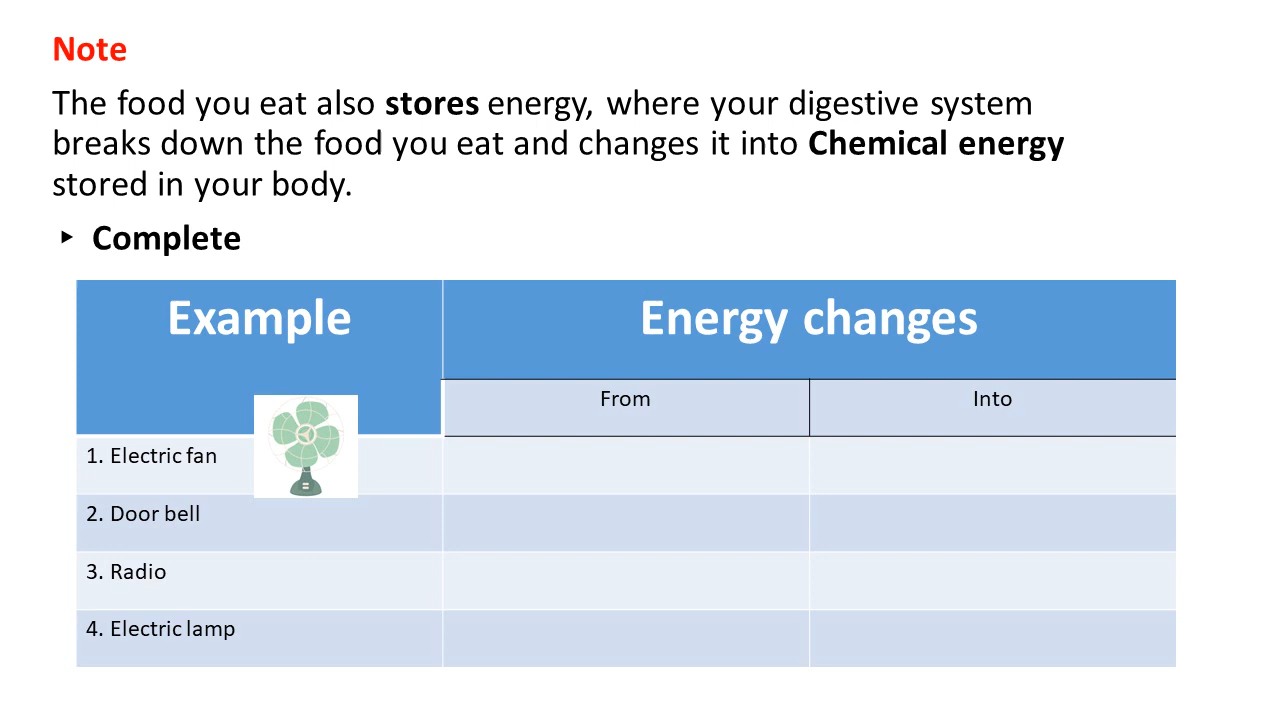 Note
The food you eat also stores energy, where your digestive system
breaks down the food you eat and changes it into Chemical energy
stored in your body.
‣ Complete
Example
Energy changes
From
Into
1. Electric fan
2. Door bell
3. Radio
4. Electric lamp